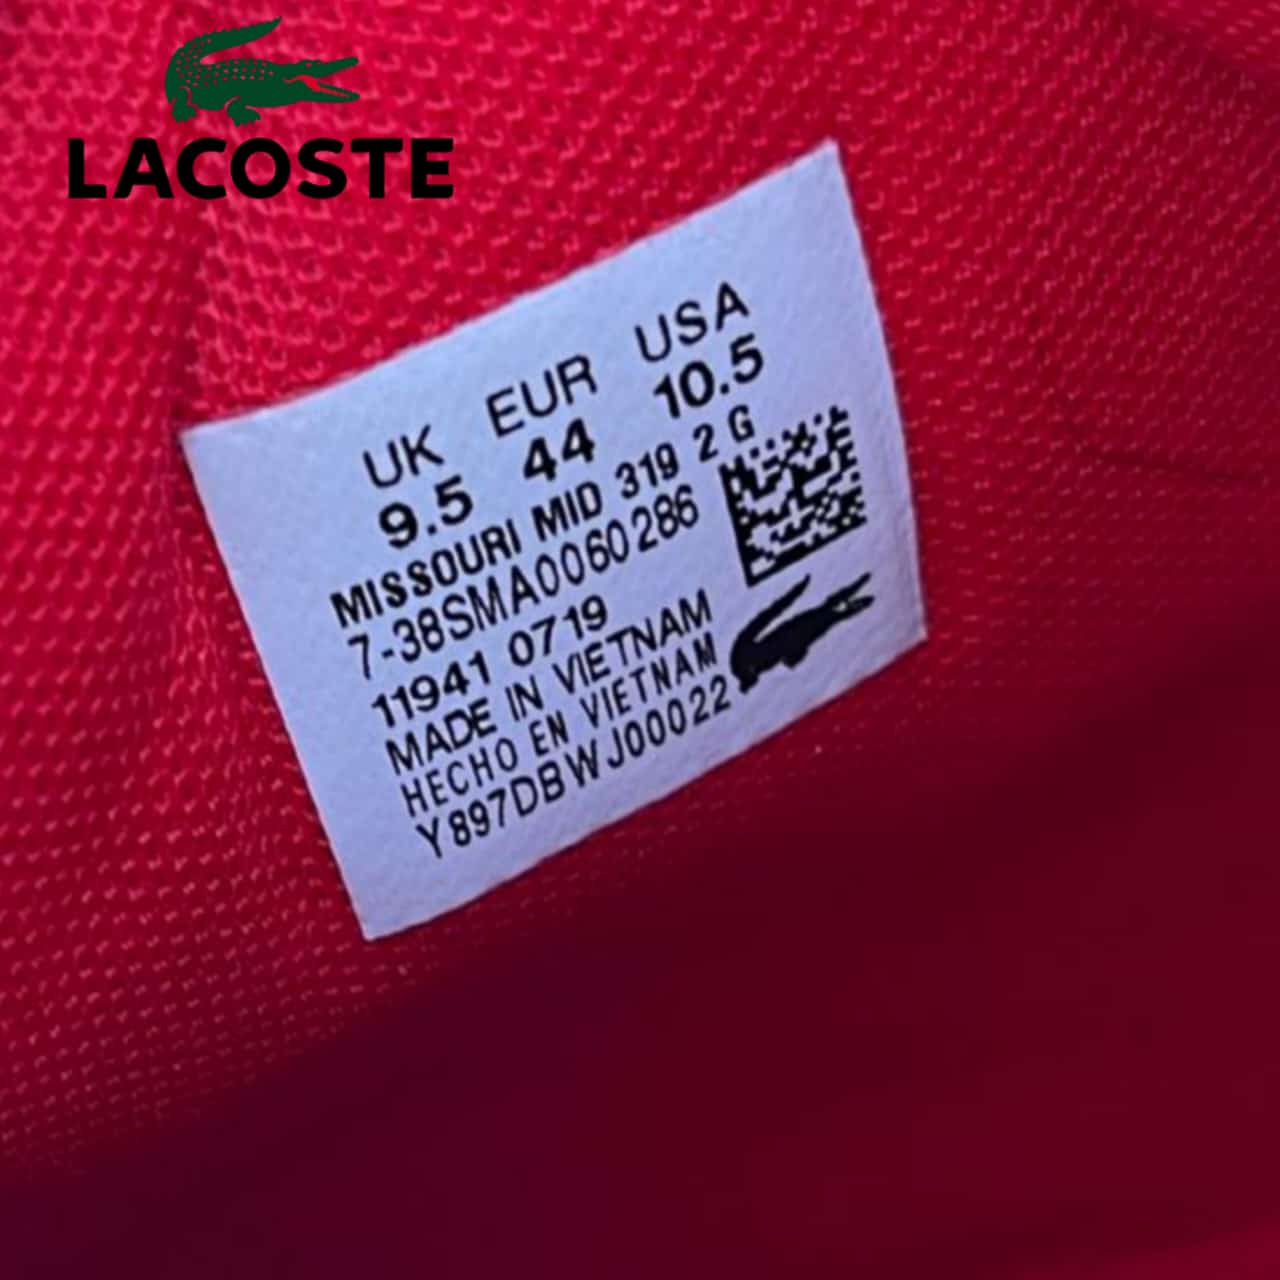 LACOSTE
UK EUR USA
9.5 44 10.5
MISSOURI MID 319 2 G
7-38SMA0060286
11941 0719
MADE IN VIETNAM
HECHO EN VIETNAM
Y897DBWJ00022